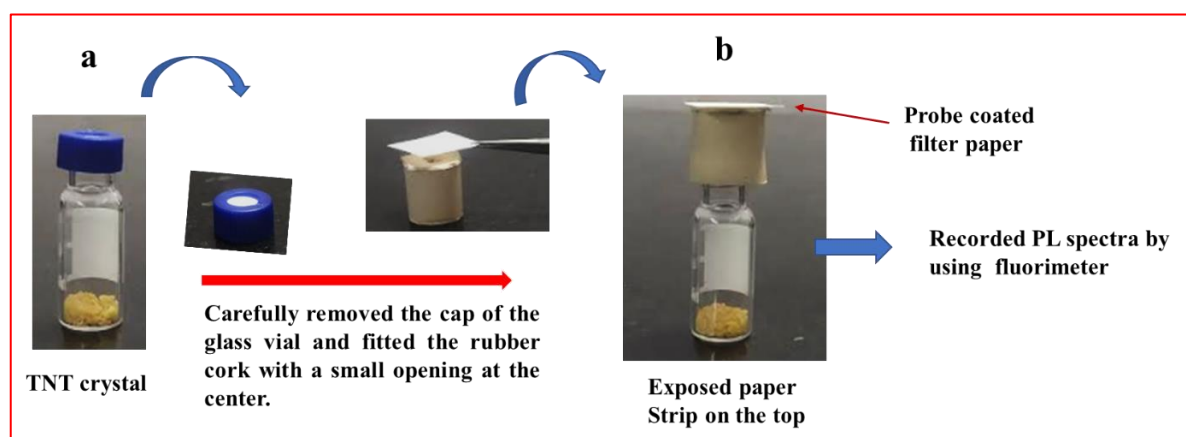 a
b
Probe coated
filter paper
Recorded PL spectra by
using fluorimeter
Carefully removed the cap of the
glass vial and fitted the rubber
cork with a small opening at the
center.
TNT crystal
Exposed paper
Strip on the top